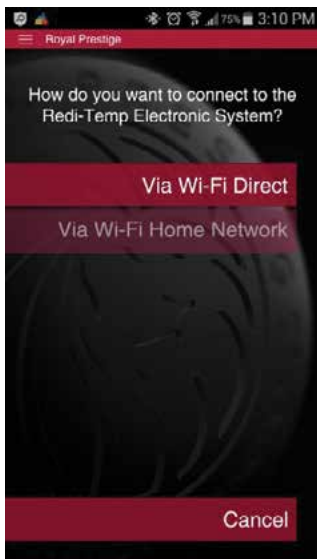 75% 3:10 PM
Royal Prestige
How do you want to connect to the
Redi-Temp Electronic System?
Via Wi-Fi Direct
Via Wi-Fi Home Network
Cancel